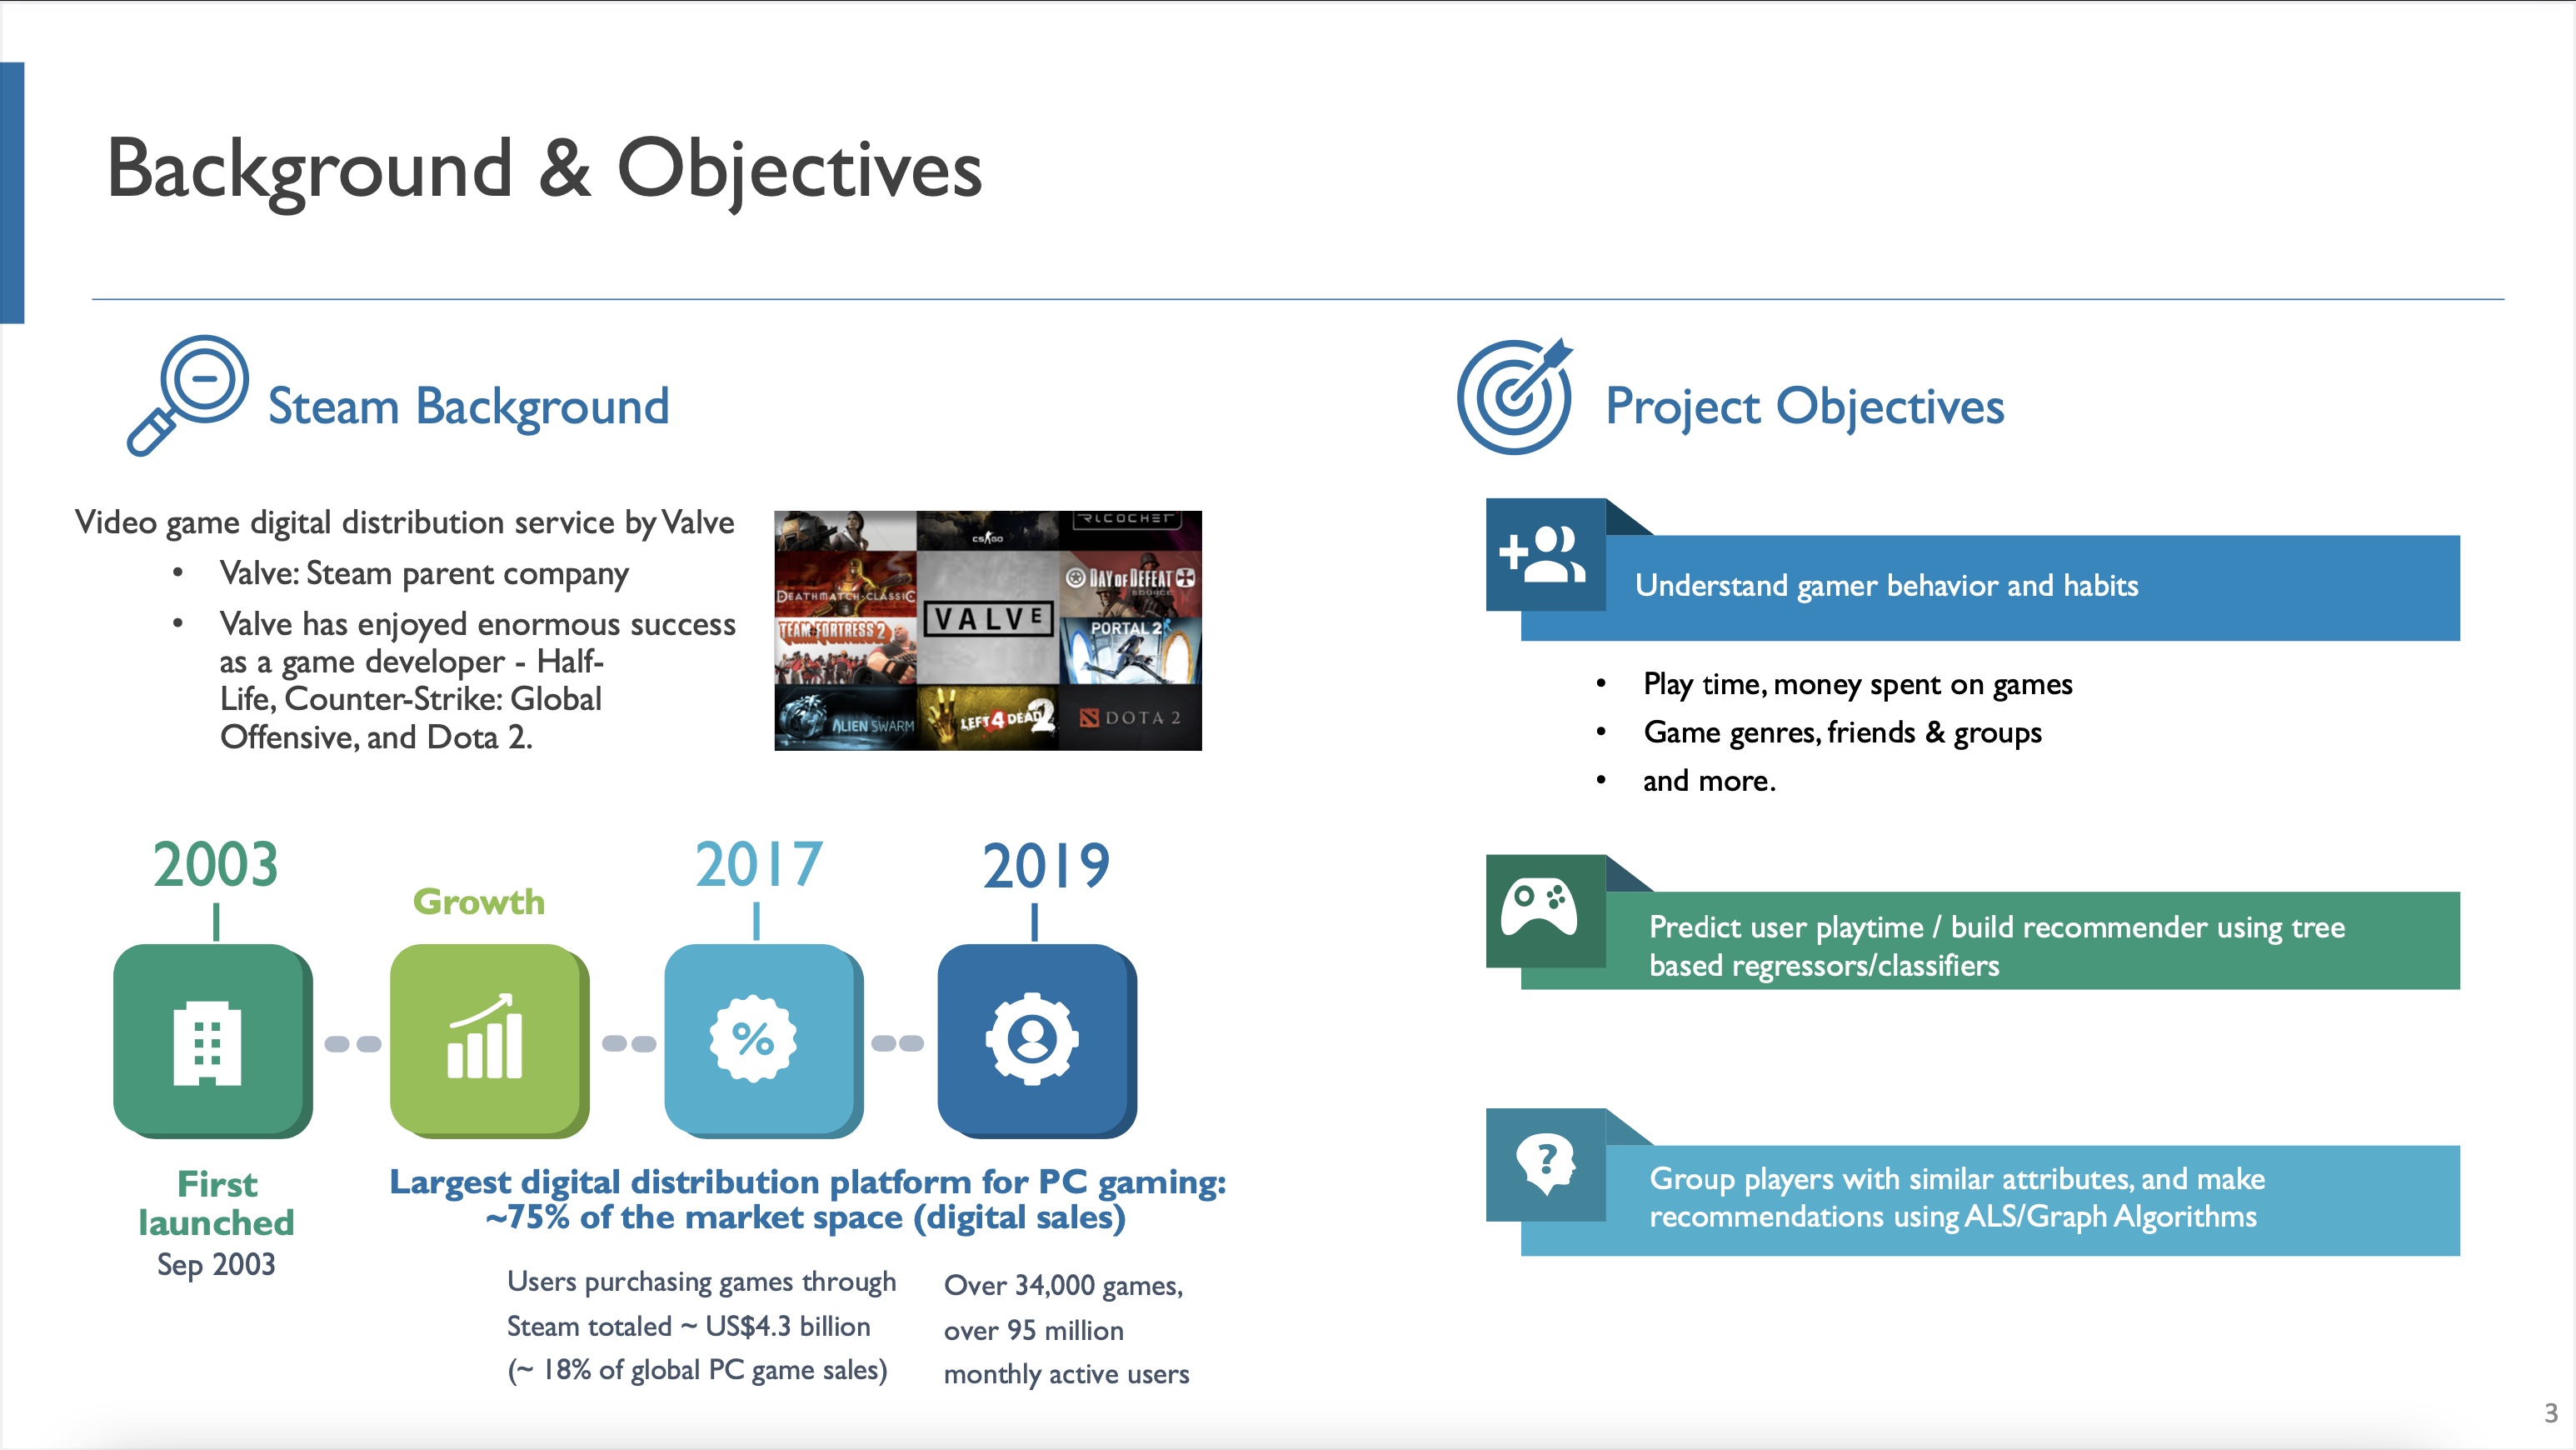 Background & Objectives
Steam Background
Video game digital distribution service by Valve
• Valve: Steam parent company
• Valve has enjoyed enormous success
as a game developer - Half-
Life, Counter-Strike: Global
Offensive, and Dota 2.
CS GO
RICOCHET
DEATHMATCH CLASSIC
VALVE
DAY OF DEFEAT
SOURCE
TEAM FORTRESS 2
PORTAL 2
ALIEN SWARM
LEFT 4 DEAD 2
DOTA 2
2003
Growth
2017
2019
%
First
launched
Sep 2003
Largest digital distribution platform for PC gaming:
~75% of the market space (digital sales)
Users purchasing games through
Steam totaled ~ US$4.3 billion
(~ 18% of global PC game sales)
Over 34,000 games,
over 95 million
monthly active users
Project Objectives
Understand gamer behavior and habits
• Play time, money spent on games
• Game genres, friends & groups
• and more.
Predict user playtime / build recommender using tree
based regressors/classifiers
?
Group players with similar attributes, and make
recommendations using ALS/Graph Algorithms
3